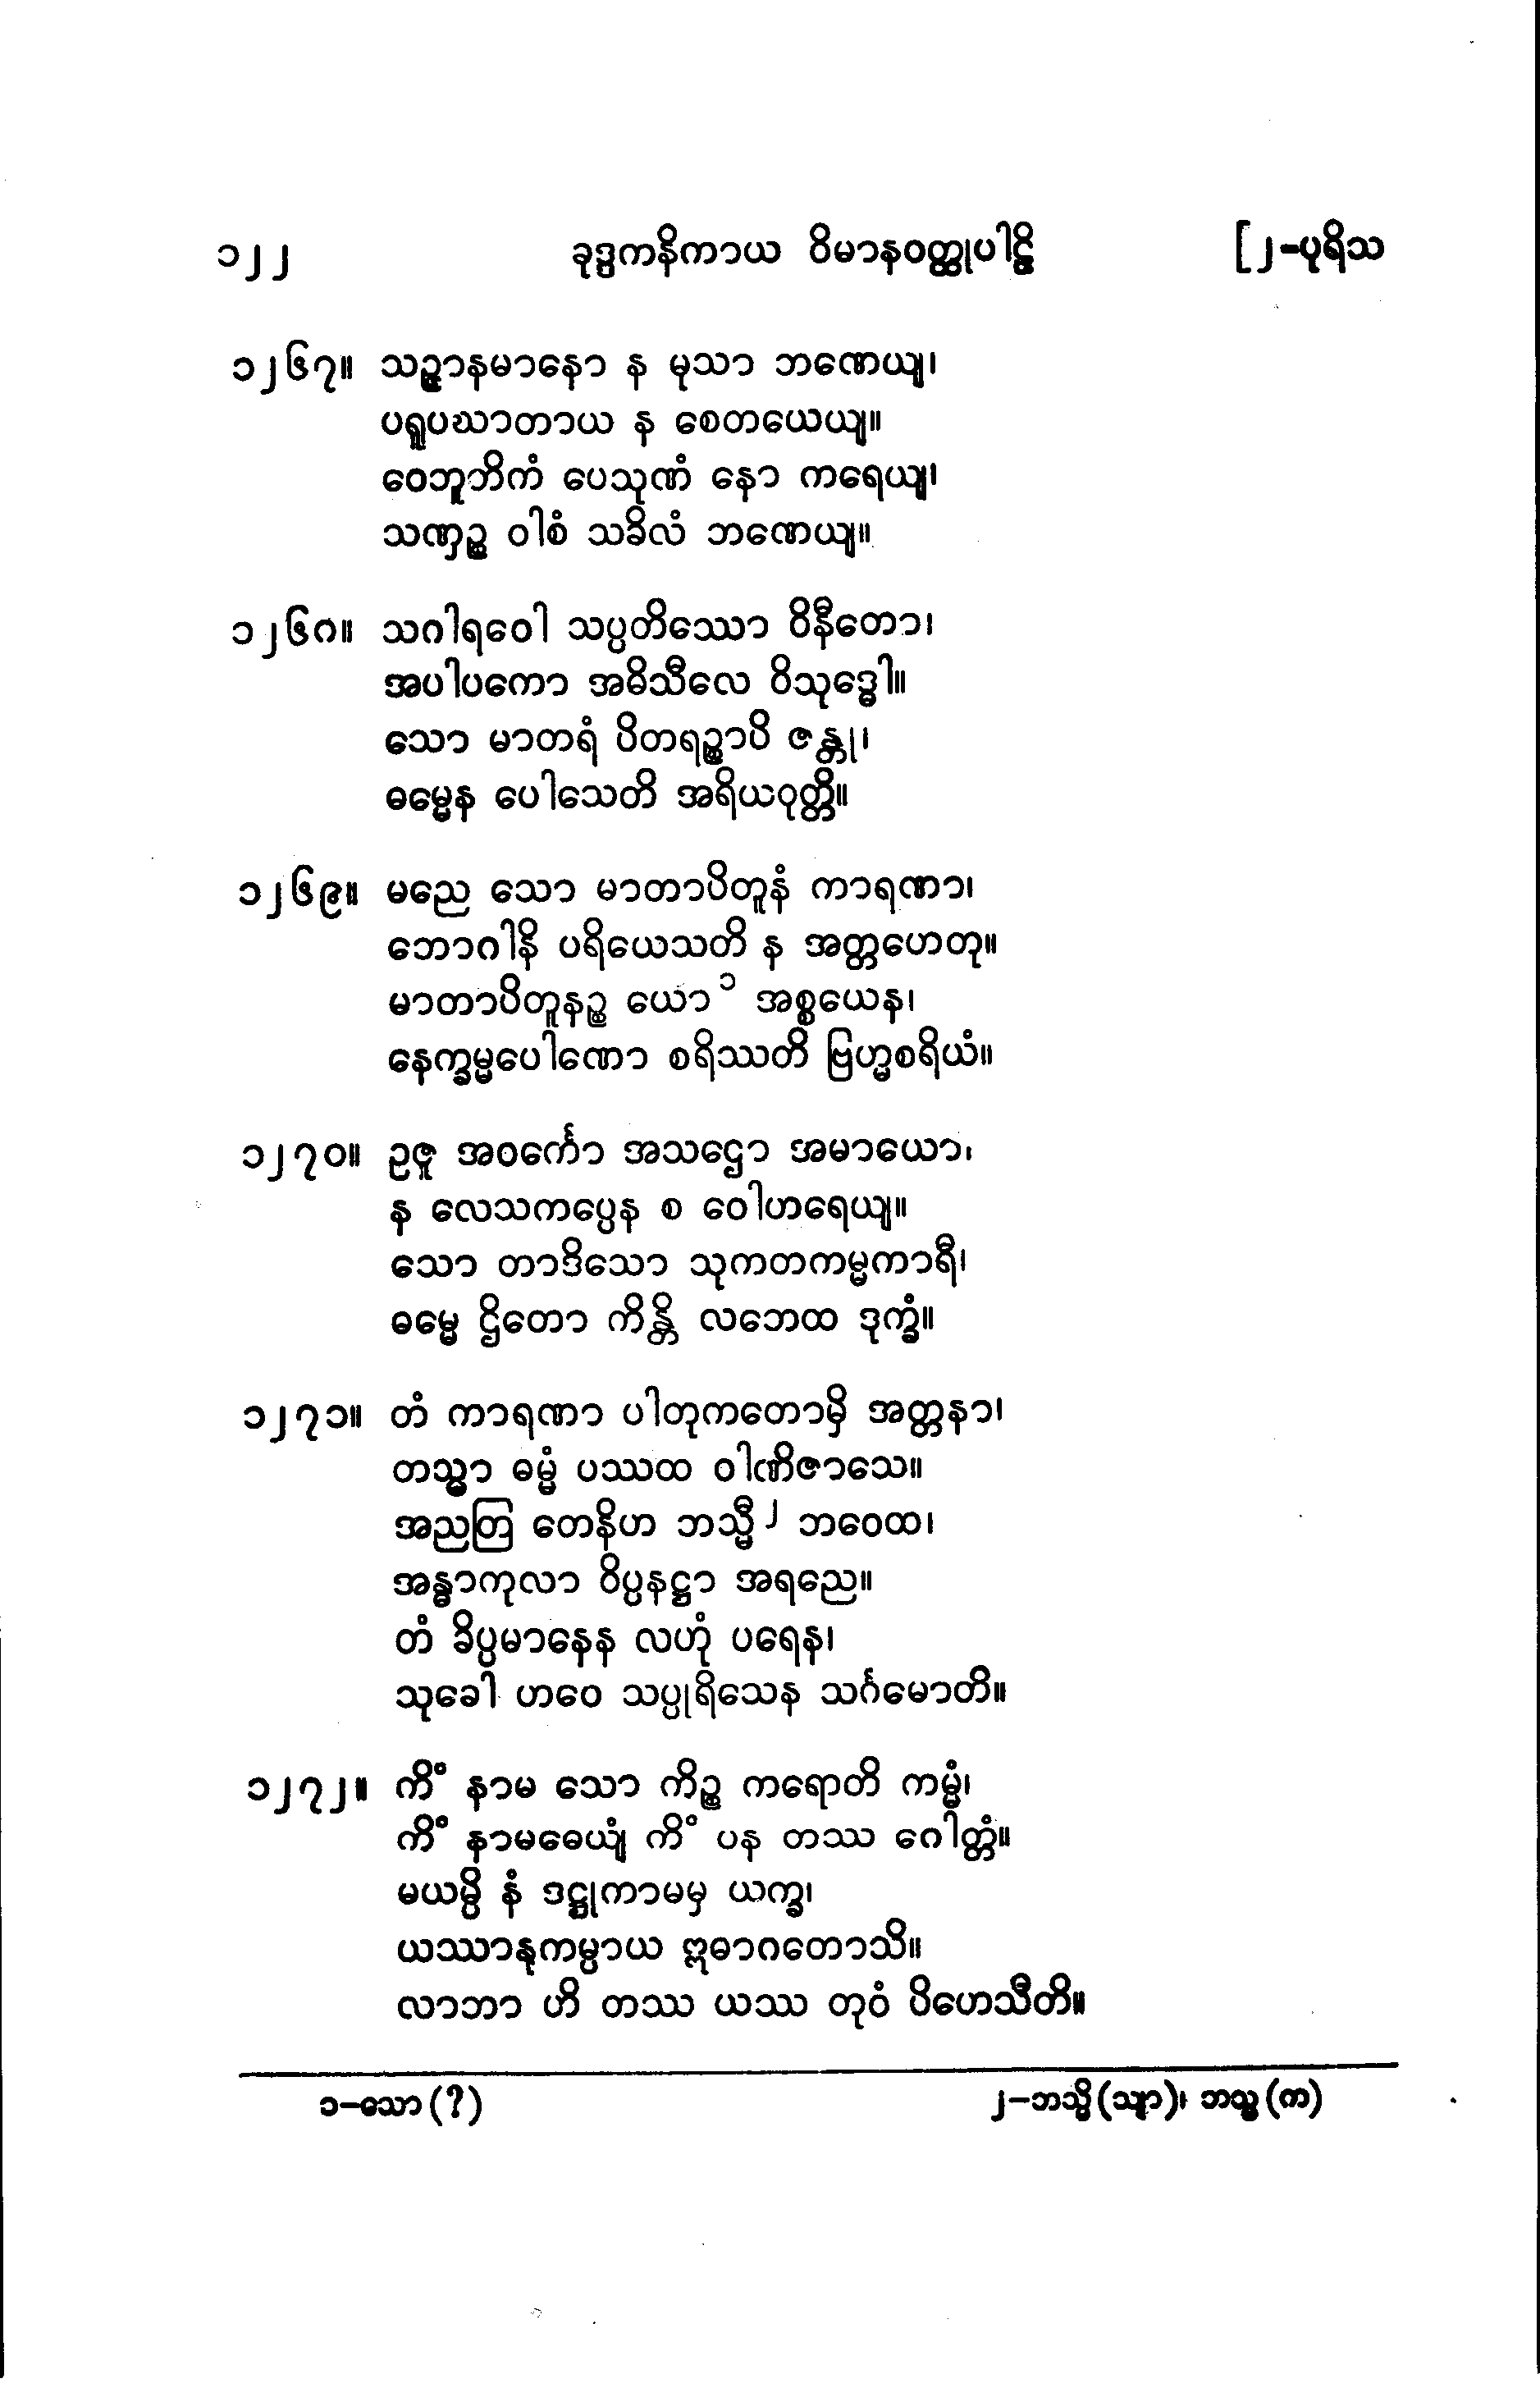 ၁၂၂ ခုဒ္ဒကနိကာယ ဝိမာနဝတ္ထုပါဠိ [၂-ပုရိသ
၁၂၆၇။ သဉ္ဇာနမာနော န မုသာ ဘဏေယျ၊
ပရူပဃာတာယ န စေတယေယျ။
ဝေဘူတိကံ ပေသုဏံ နော ကရေယျ၊
သဏှဉ္စ ဝါစံ သခိလံ ဘဏေယျ။
၁၂၆၈။ သဂါရဝေါ သပ္ပတိဿော ဝိနီတော၊
အပါပကော အဓိသီလေ ဝိသုဒ္ဓေါ။
သော မာတရံ ပိတရဉ္စာပိ ဇန္တု၊
ဓမ္မေန ပေါသေတိ အရိယဝုတ္တိ။
၁၂၆၉။ မညေ သော မာတာပိတူနံ ကာရဏာ၊
ဘောဂါနိ ပရိယေသတိ န အတ္တဟေတု။
မာတာပိတူနဉ္စ ယော ၁ အစ္စယေန၊
နေက္ခမ္မပေါဏော စရိဿတိ ဗြဟ္မစရိယံ။
၁၂၇၀။ ဥဇူ အဝင်္ကော အသဌော အမာယော၊
န လေသကပ္ပေန စ ဝေါဟရေယျ။
သော တာဒိသော သုကတကမ္မကာရီ၊
ဓမ္မေ ဌိတော ကိန္တိ လဘေထ ဒုက္ခံ။
၁၂၇၁။ တံ ကာရဏာ ပါတုကတောမှိ အတ္တနာ၊
တသ္မာ ဓမ္မံ ပဿထ ဝါဏိဇာသေ။
အညတြ တေနိဟ ဘသ္မီ ၂ ဘဝေထ၊
အန္ဓာကုလာ ဝိပ္ပနဋ္ဌာ အရညေ။
တံ ခိပ္ပမာနေန လဟုံ ပရေန၊
သုခေါ ဟဝေ သပ္ပုရိသေန သင်္ဂမောတိ။
၁၂၇၂။ ကိံ နာမ သော ကိဉ္စ ကရောတိ ကမ္မံ၊
ကိံ နာမဓေယျံ ကိံ ပန တဿ ဂေါတ္တံ။
မယမ္ပိ နံ ဒဋ္ဌုကာမမှ ယက္ခ၊
ယဿာနုကမ္ပာယ ဣဓာဂတောသိ။
လာဘာ ဟိ တဿ ယဿ တုဝံ ပိဟေသီတိ။
၁-သော (?) ၂-ဘသ္မိ (သျာ)၊ ဘသ္မ (က)